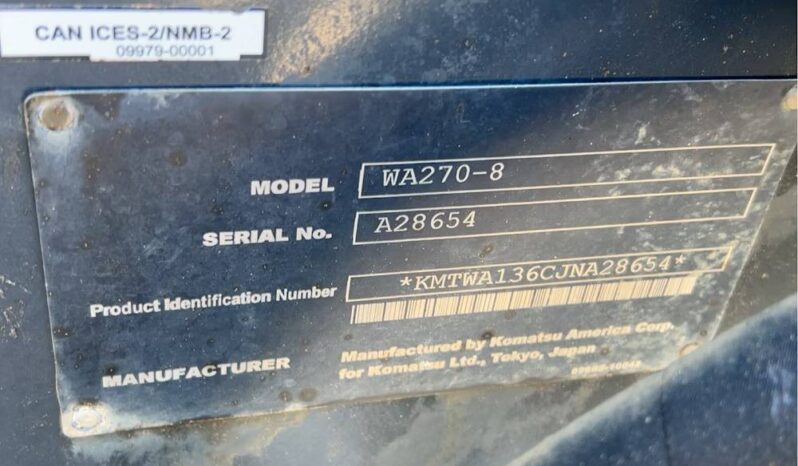 CAN ICES-2/NMB-2
09979-00001
MODEL WA270-8
SERIAL No. A28654
Product Identification Number *KMTWA136CJNA28654*
MANUFACTURER Manufactured by Komatsu America Corp.
for Komatsu Ltd., Tokyo, Japan